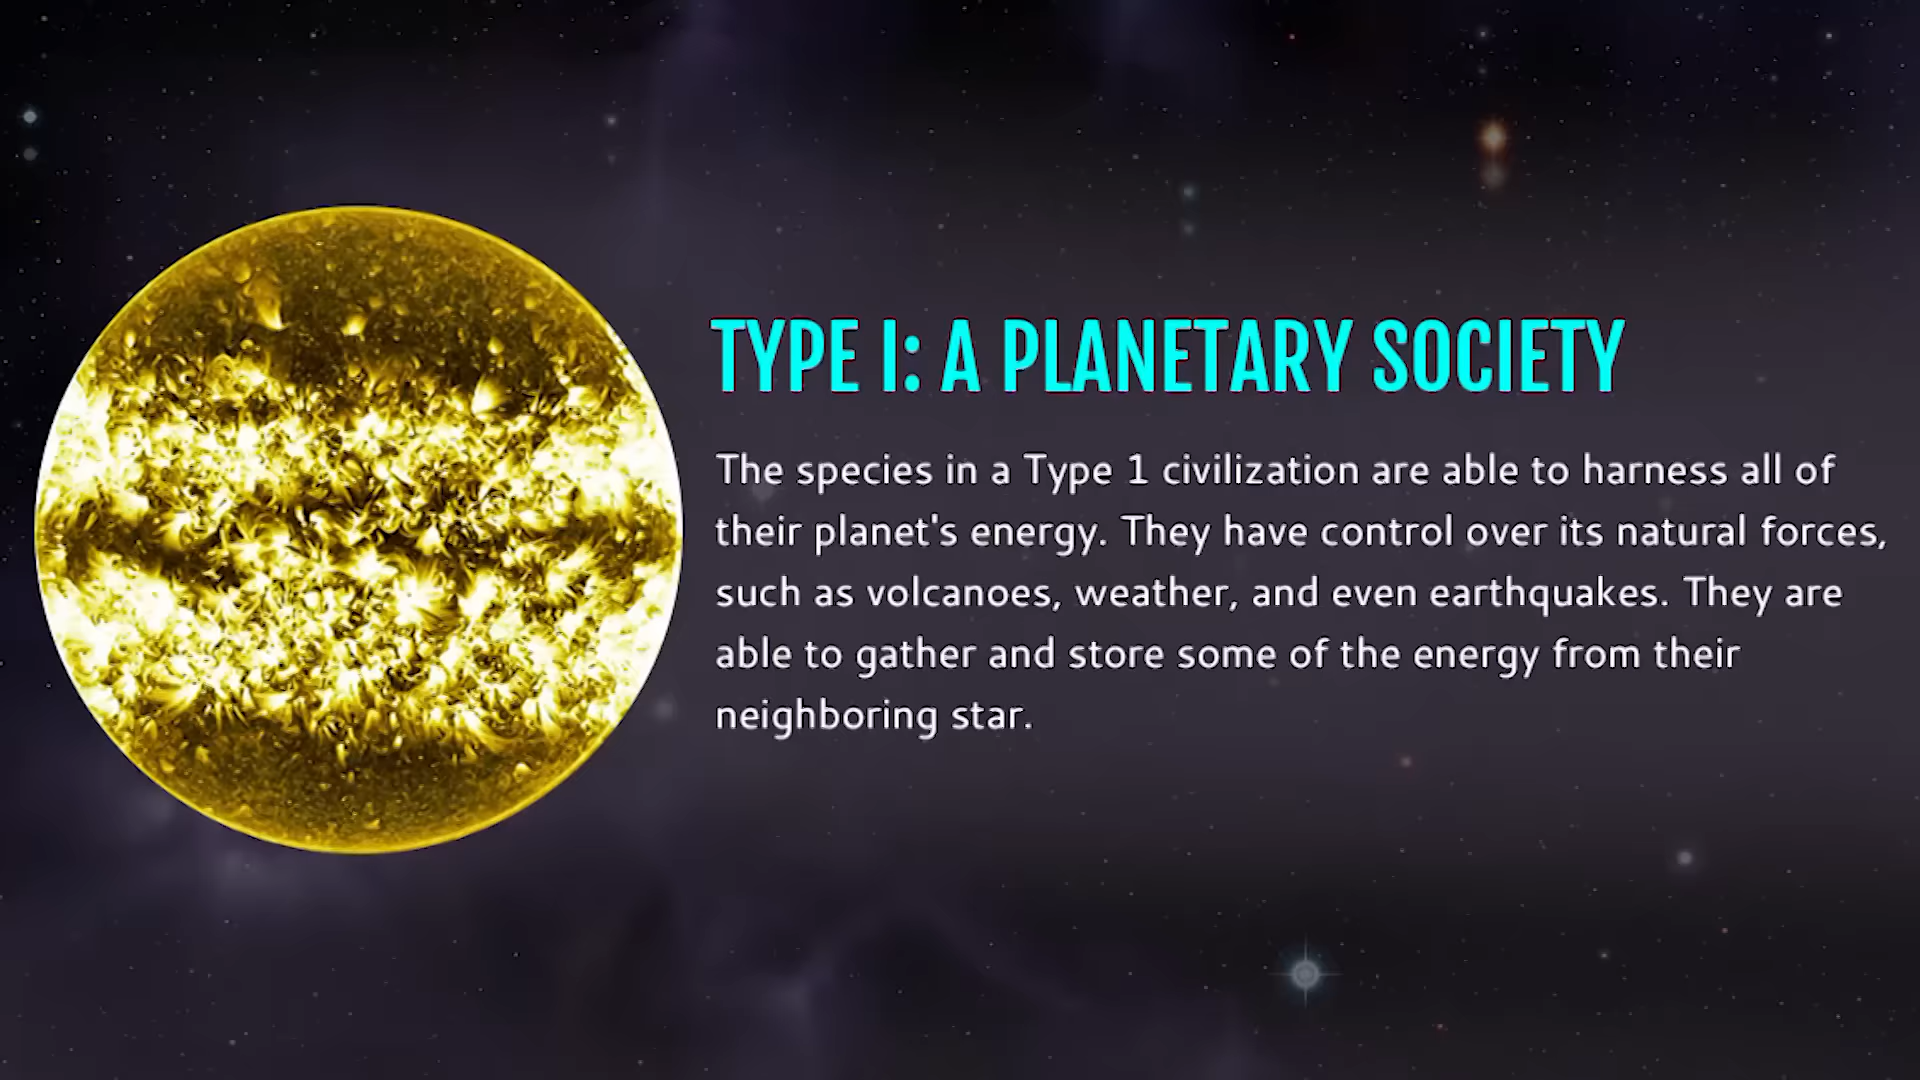 TYPE I: A PLANETARY SOCIETY
The species in a Type 1 civilization are able to harness all of
their planet's energy. They have control over its natural forces,
such as volcanoes, weather, and even earthquakes. They are
able to gather and store some of the energy from their
neighboring star.